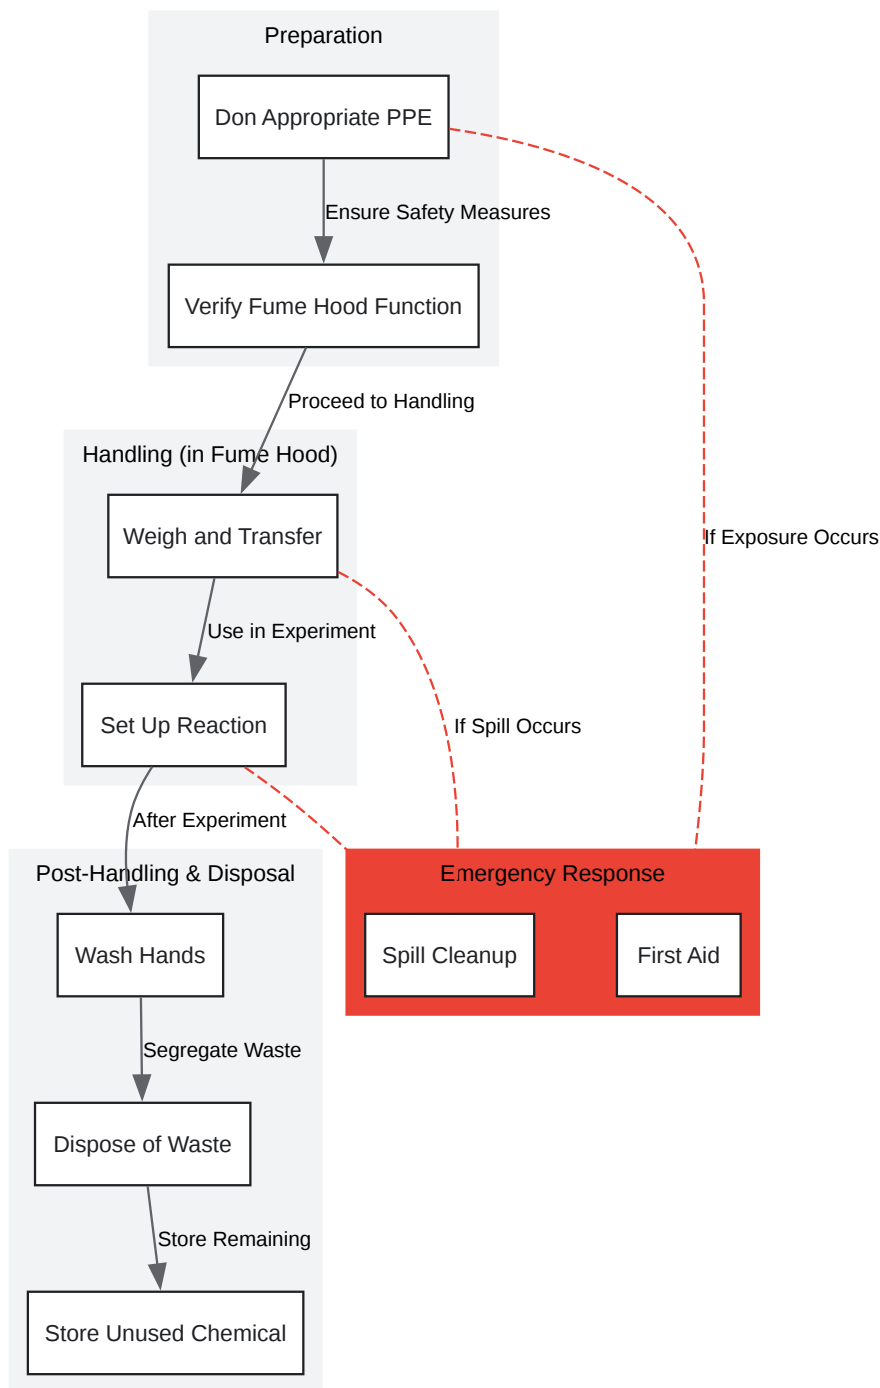 Preparation
Don Appropriate PPE
Ensure Safety Measures
Verify Fume Hood Function
Proceed to Handling
Handling (in Fume Hood)
Weigh and Transfer
If Exposure Occurs
Use in Experiment
Set Up Reaction
If Spill Occurs
After Experiment
Post-Handling & Disposal
Emergency Response
Wash Hands
Spill Cleanup
First Aid
Segregate Waste
Dispose of Waste
Store Remaining
Store Unused Chemical